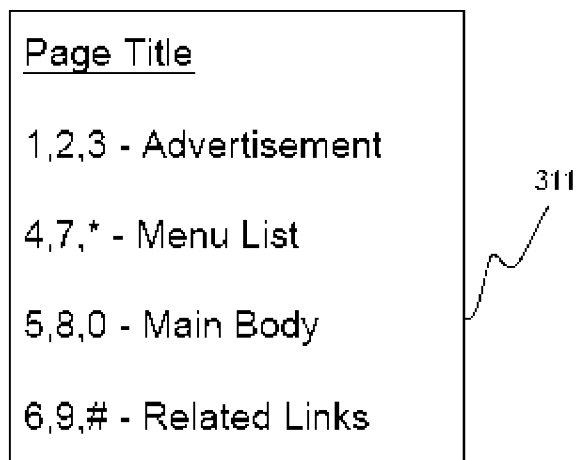 Page Title
1,2,3 - Advertisement
311
4,7,* - Menu List
5,8,0 - Main Body
6,9,# - Related Links